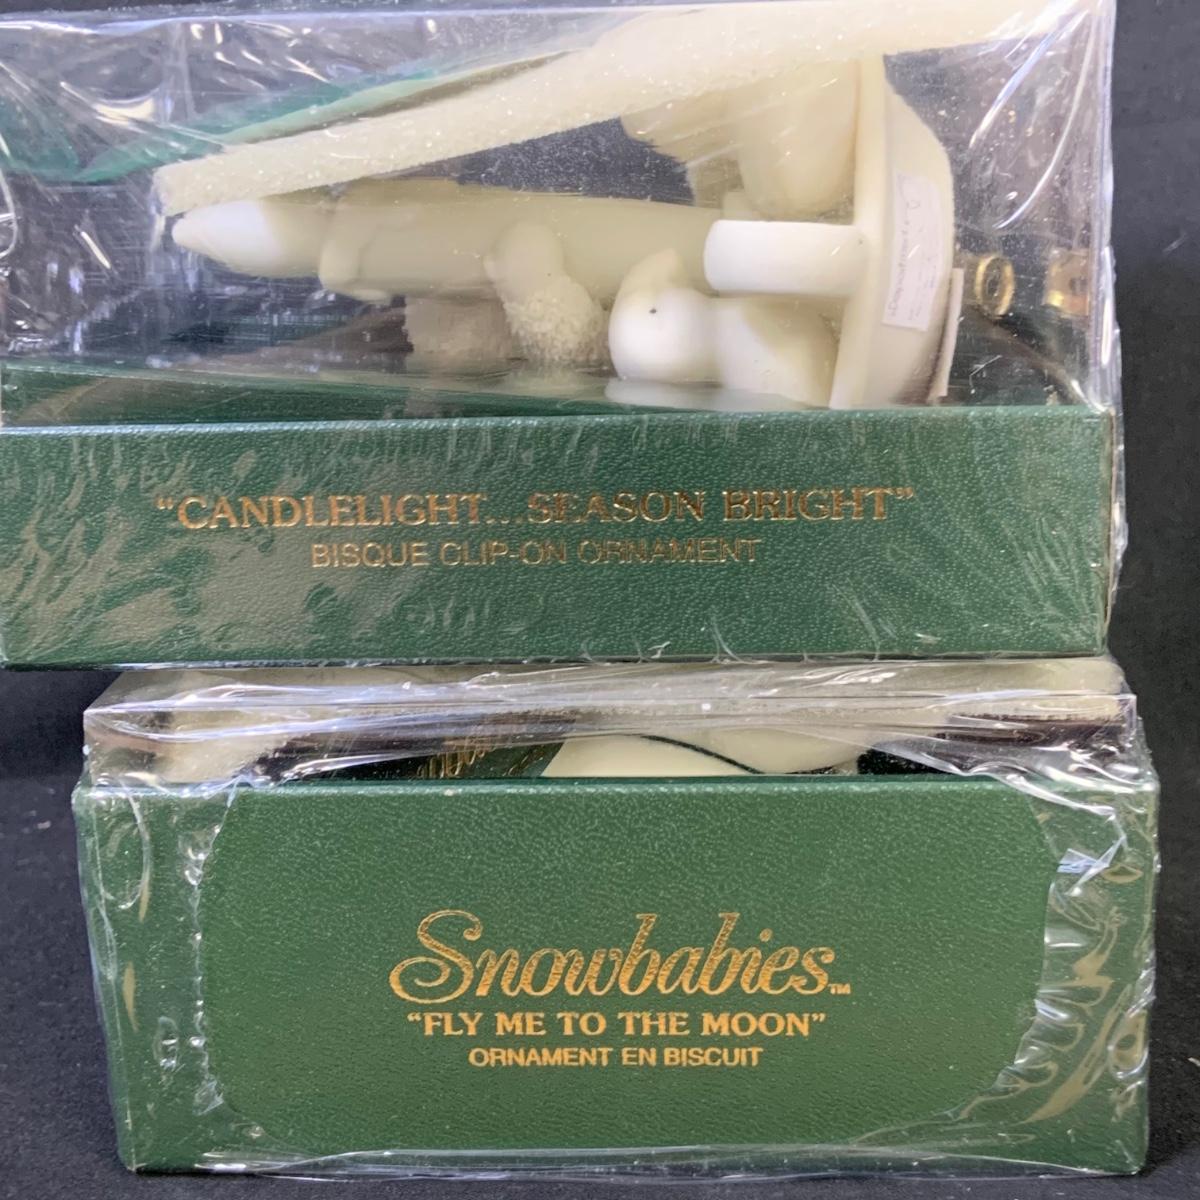 “CANDLELIGHT...SEASON BRIGHT”
BISQUE CLIP-ON ORNAMENT
Snowbabies™
“FLY ME TO THE MOON”
ORNAMENT EN BISCUIT